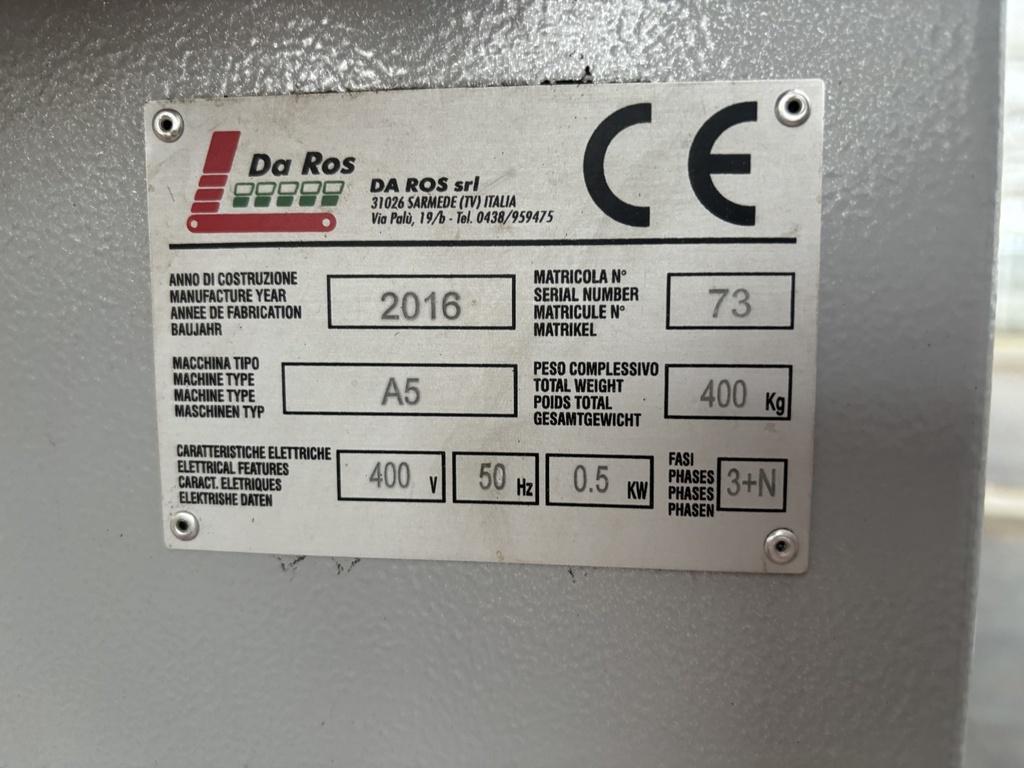 Da Ros
DA ROS srl
31026 SARMEDE (TV) ITALIA
Via Palù, 19/b - Tel. 0438/959475
CE
ANNO DI COSTRUZIONE
MANUFACTURE YEAR
ANNEE DE FABRICATION
BAUJAHR
2016
MATRICOLA N°
SERIAL NUMBER
MATRICULE N°
MATRIKEL
73
MACCHINA TIPO
MACHINE TYPE
MACHINE TYPE
MASCHINEN TYP
A5
PESO COMPLESSIVO
TOTAL WEIGHT
POIDS TOTAL
GESAMTGEWICHT
400 Kg
CARATTERISTICHE ELETTRICHE
ELECTRICAL FEATURES
CARACT. ELETRIQUES
ELEKTRISHE DATEN
400 V
50 Hz
0.5 KW
FASI
PHASES
PHASES
PHASEN
3+N